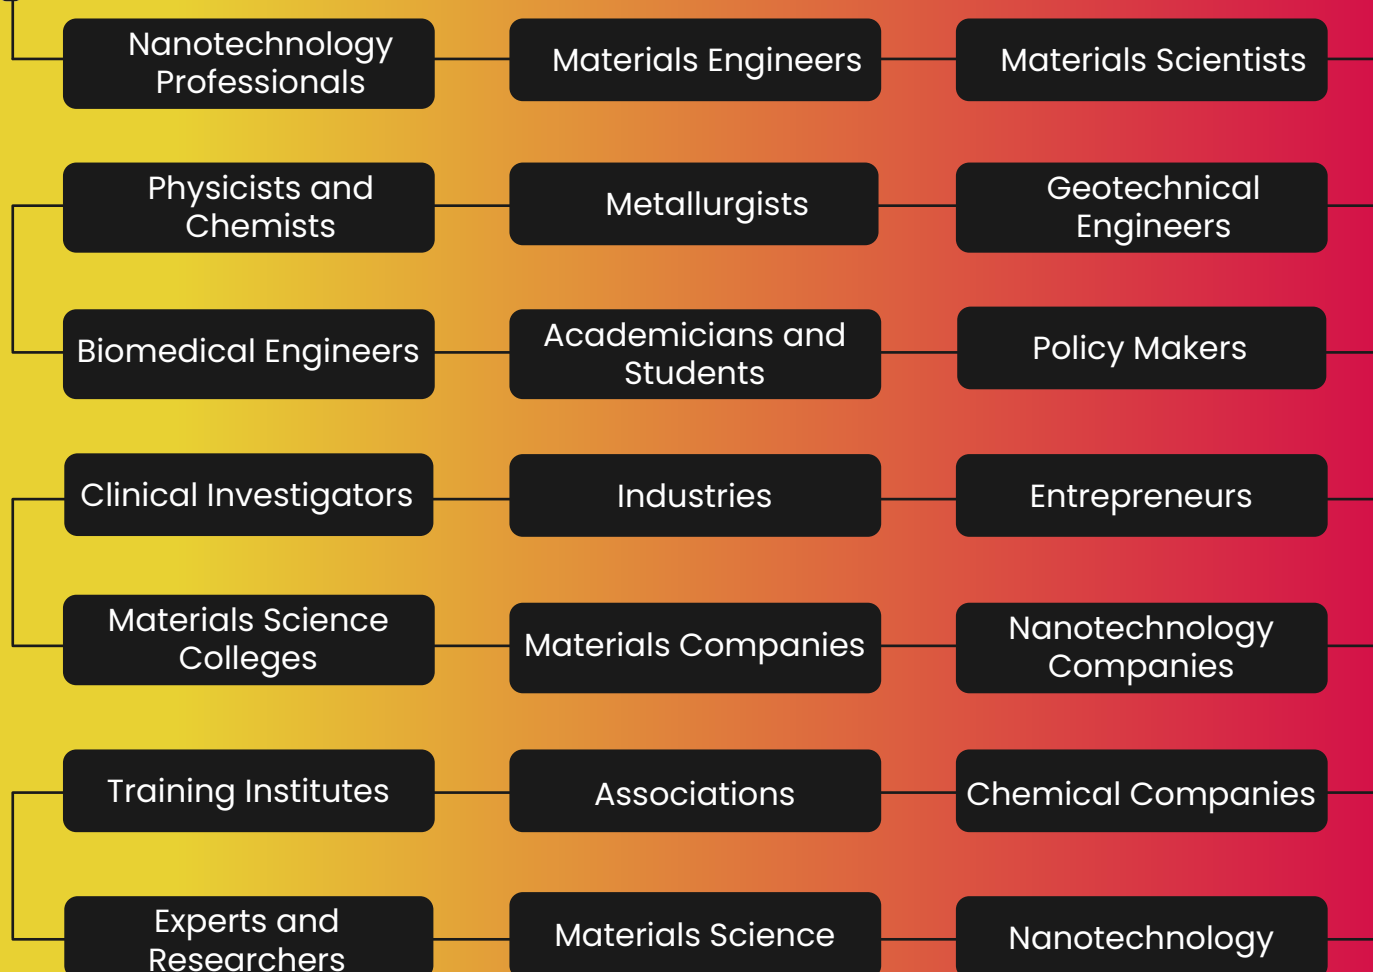 Nanotechnology
Professionals
Materials Engineers
Materials Scientists
Physicists and
Chemists
Metallurgists
Geotechnical
Engineers
Biomedical Engineers
Academicians and
Students
Policy Makers
Clinical Investigators
Industries
Entrepreneurs
Materials Science
Colleges
Materials Companies
Nanotechnology
Companies
Training Institutes
Associations
Chemical Companies
Experts and
Researchers
Materials Science
Nanotechnology